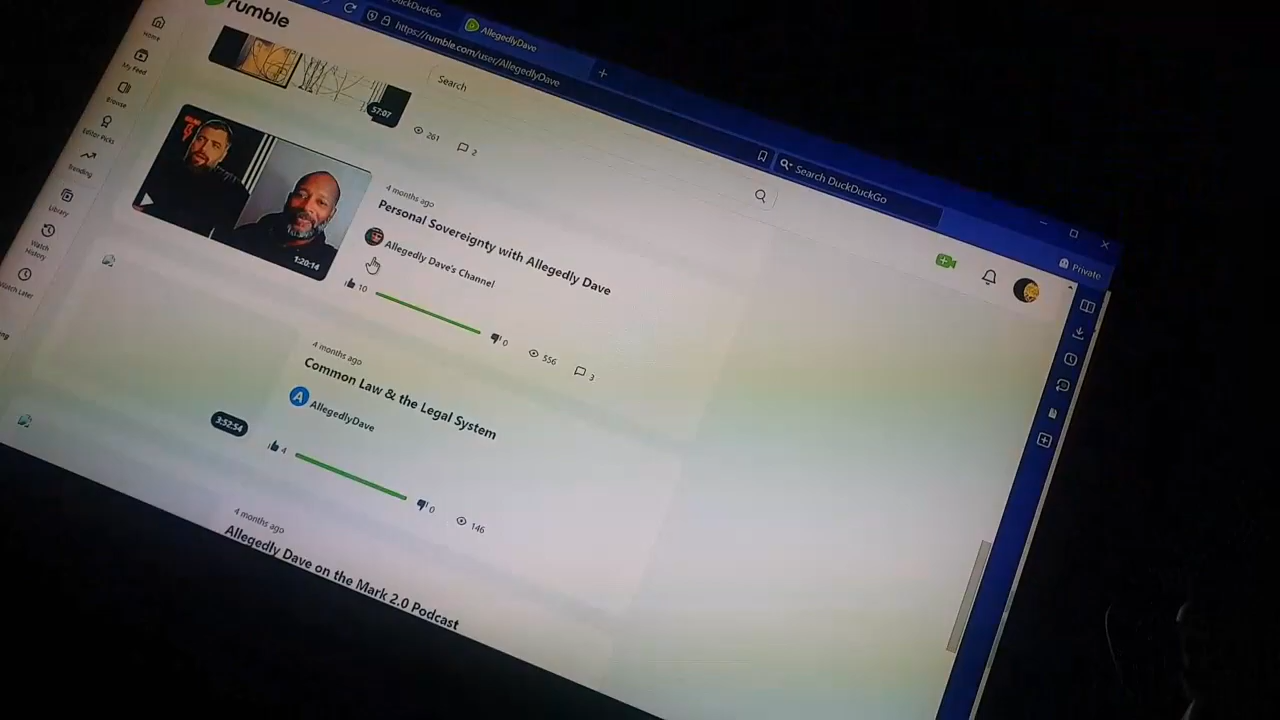 DuckDuckGo
AllegedlyDave
https://rumble.com/user/AllegedlyDave
Search DuckDuckGo
Private
rumble
Search
Home
My Feed
Browse
Editor Picks
Trending
Library
Watch History
Watch Later
57:07
261
2
4 months ago
Personal Sovereignty with Allegedly Dave
Allegedly Dave's Channel
1:20:14
10
0
556
3
4 months ago
Common Law & the Legal System
A
AllegedlyDave
3:52:54
4
0
146
4 months ago
Allegedly Dave on the Mark 2.0 Podcast